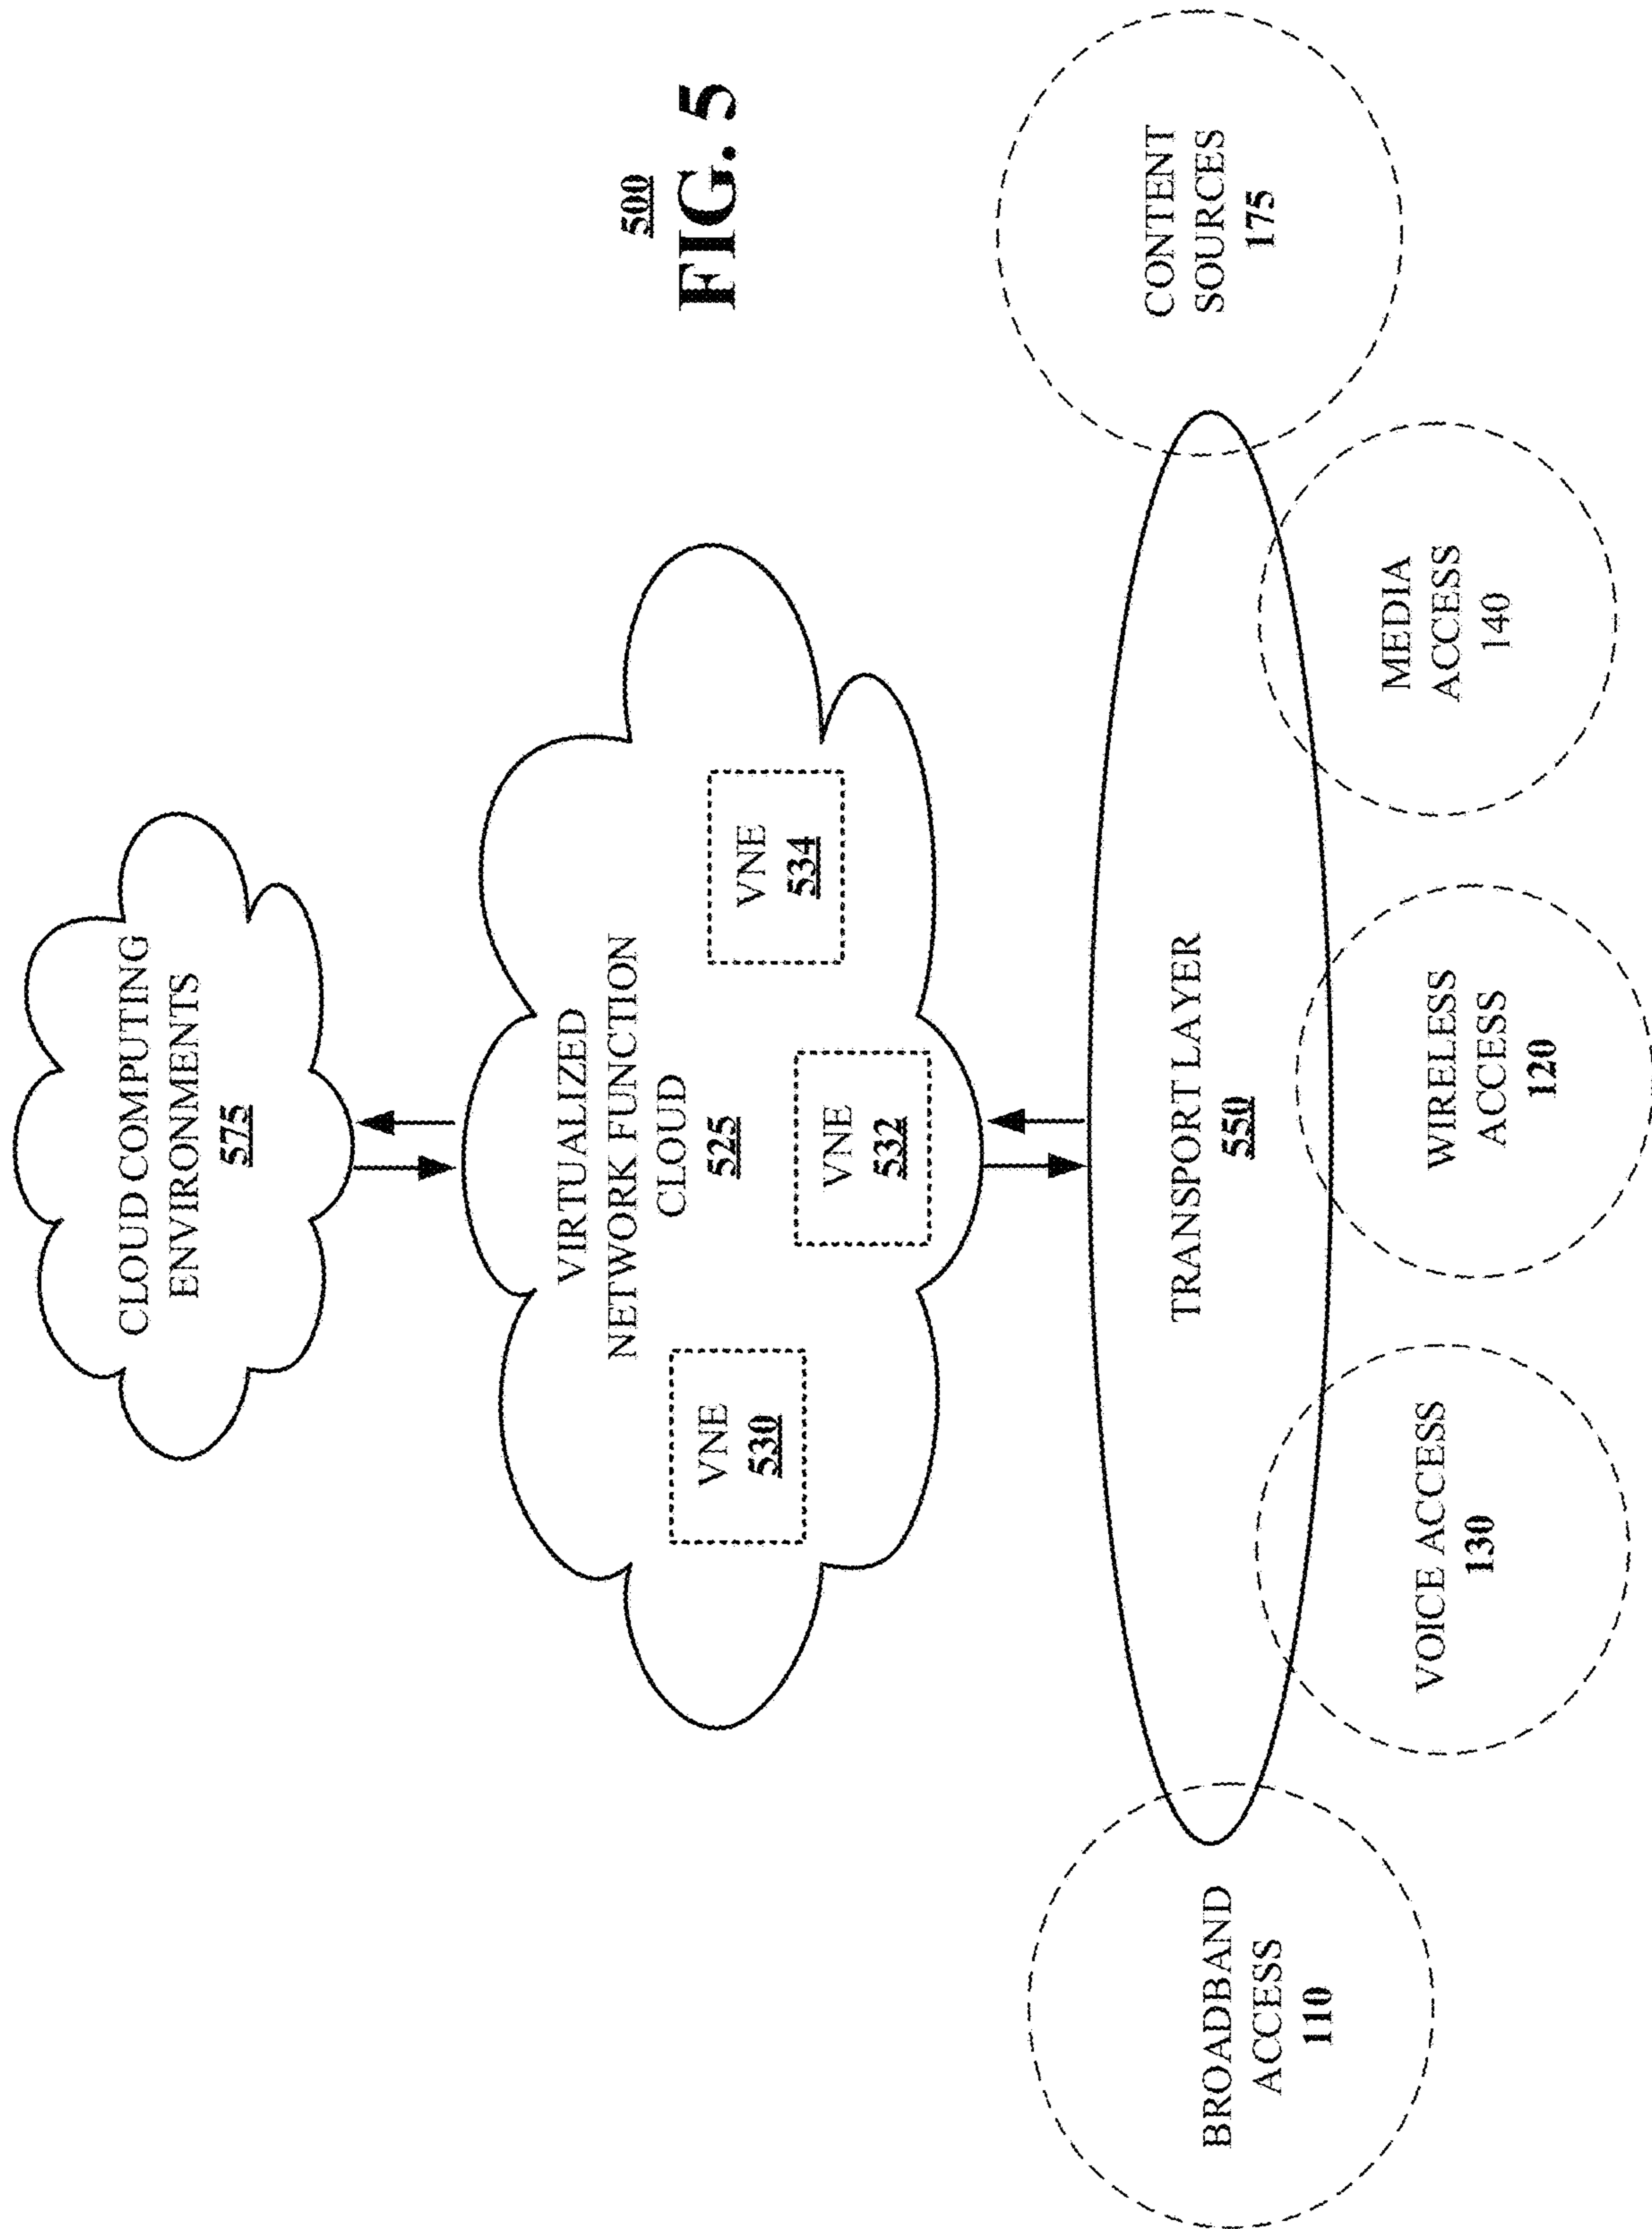 CLOUD COMPUTING
ENVIRONMENTS
575
VIRTUALIZED
NETWORK FUNCTION
CLOUD
525
VNE
530
VNE
532
VNE
534
500
FIG. 5
TRANSPORT LAYER
550
BROADBAND
ACCESS
110
VOICE ACCESS
130
WIRELESS
ACCESS
120
MEDIA
ACCESS
140
CONTENT
SOURCES
175